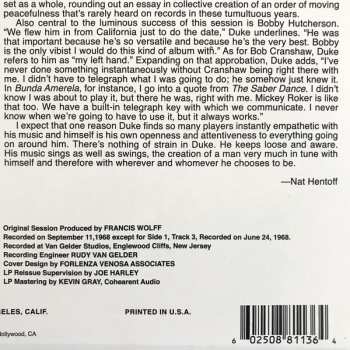 set as a whole, rounding out an essay in collective creation of an order of moving
peacefulness that's rarely heard on records in these tumultuous years.
Also central to the luminous success of this session is Bobby Hutcherson.
"We flew him in from California just to do the date," Duke underlines. "He was
that important because he's so versatile and because he's the very best. Bobby
is the only vibist I would do this kind of album with." As for Bob Cranshaw, Duke
refers to him as "my left hand." Expanding on that approbation, Duke adds, "I've
never done something instantaneously without Cranshaw being right there with
me. I didn't have to telegraph what I was going to do; he somehow just knew it.
In Bunda Amerela, for instance, I go into a quote from The Saber Dance. I didn't
know I was about to play it, but there he was, right with me. Mickey Roker is like
that too. We have a built-in telegraph key with which we communicate. I never
know when we're going to have to use it, but it always works."
I expect that one reason Duke finds so many players instantly empathetic with
his music and himself is his own openness and attentiveness to everything going
on around him. There's nothing of strain in Duke. He keeps loose and aware.
His music sings as well as swings, the creation of a man very much in tune with
himself and therefore with wherever and whomever he chooses to be.
—Nat Hentoff
Original Session Produced by FRANCIS WOLFF
Recorded on September 11,1968 except for Side 1, Track 3, Recorded on June 24, 1968.
Recorded at Van Gelder Studios, Englewood Cliffs, New Jersey
Recording Engineer RUDY VAN GELDER
Cover Design by FORLENZA VENOSA ASSOCIATES
LP Reissue Supervision by JOE HARLEY
LP Mastering by KEVIN GRAY, Cohearent Audio
ELES, CALIF. PRINTED IN U.S.A.
Hollywood, CA
6 02508 81136 4